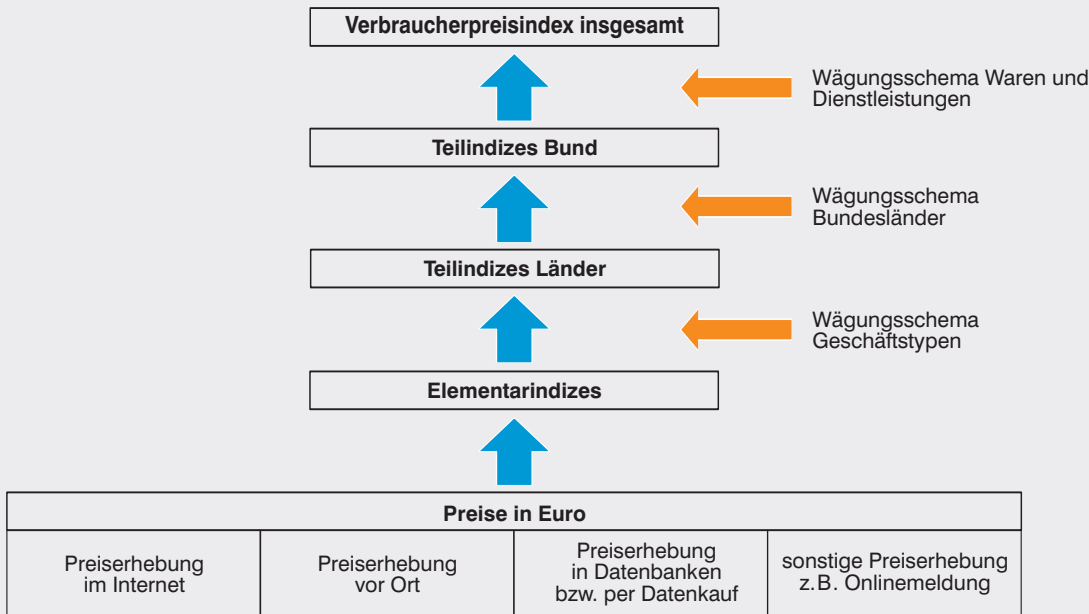 Verbraucherpreisindex insgesamt
Wägungsschema Waren und
Dienstleistungen
Teilindizes Bund
Wägungsschema
Bundesländer
Teilindizes Länder
Wägungsschema
Geschäftstypen
Elementarindizes
Preise in Euro
Preiserhebung
im Internet
Preiserhebung
vor Ort
Preiserhebung
in Datenbanken
bzw. per Datenkauf
sonstige Preiserhebung
z.B. Onlinemeldung